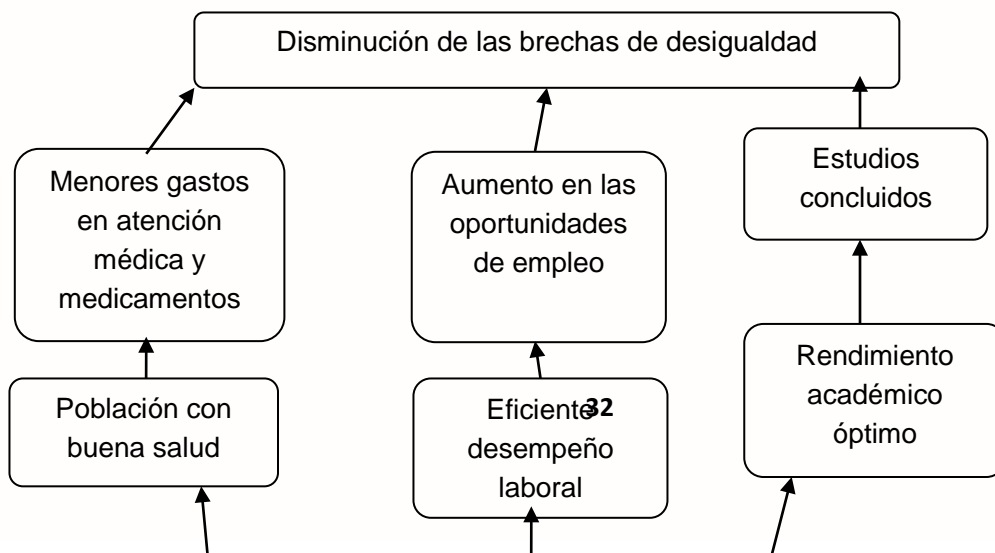 Disminución de las brechas de desigualdad
Menores gastos
en atención
médica y
medicamentos
Aumento en las
oportunidades
de empleo
Estudios
concluidos
Población con
buena salud
Eficiente
32
desempeño
laboral
Rendimiento
académico
óptimo